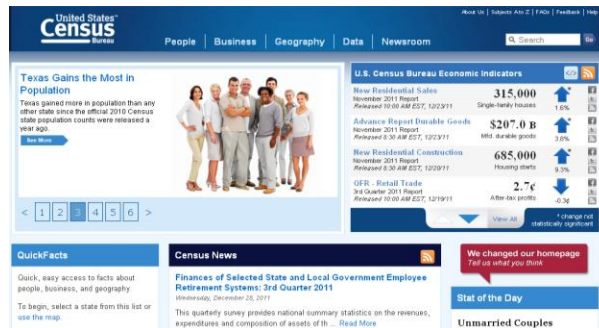 About Us | Subjects A to Z | FAQs | Feedback | Help
United States™
Census
Bureau
People | Business | Geography | Data | Newsroom
Search
Go
Texas Gains the Most in
Population
Texas gained more in population than any
other state since the official 2010 Census
state population counts were released a
year ago.
See More
< 1 2 3 4 5 6 >
U.S. Census Bureau Economic Indicators
</>
New Residential Sales
November 2011 Report
Released 10:00 AM EST, 12/23/11
315,000
Single-family houses
*
1.6%
Advance Report Durable Goods
November 2011 Report
Released 8:30 AM EST, 12/23/11
$207.0 B
Mfd. durable goods
3.8%
New Residential Construction
November 2011 Report
Released 8:30 AM EST, 12/20/11
685,000
Housing starts
*
9.3%
QFR - Retail Trade
3rd Quarter 2011 Report
Released 10:00 AM EST, 12/19/11
2.7¢
After-tax profits
-0.3¢
View All
* change not
statistically significant
QuickFacts
Quick, easy access to facts about
people, business, and geography.
To begin, select a state from this list or
use the map.
Census News
Finances of Selected State and Local Government Employee
Retirement Systems: 3rd Quarter 2011
Wednesday, December 28, 2011
This quarterly survey provides national summary statistics on the revenues,
expenditures and composition of assets of th ... Read More
We changed our homepage
Tell us what you think
Stat of the Day
Unmarried Couples